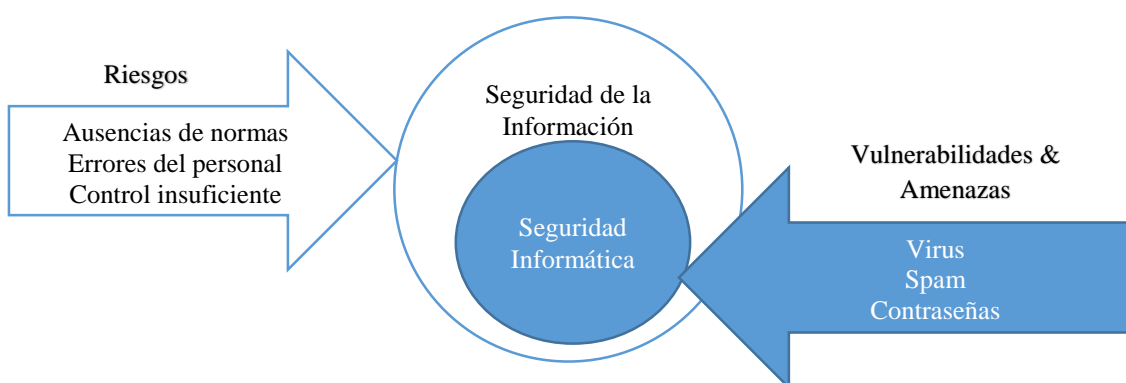 Riesgos
Ausencias de normas
Errores del personal
Control insuficiente
Seguridad de la
Información
Seguridad
Informática
Vulnerabilidades &
Amenazas
Virus
Spam
Contraseñas